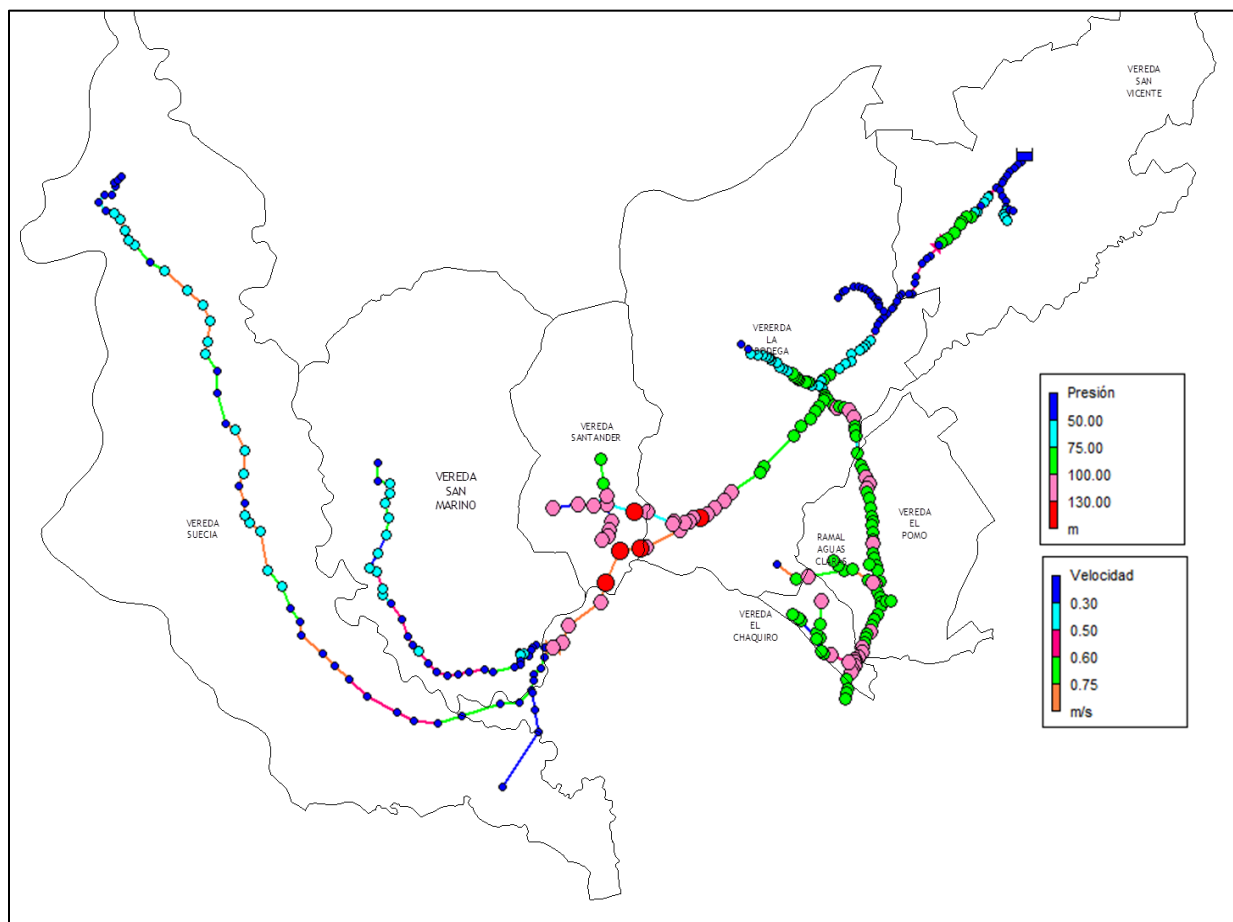 VEREDA
SAN
VICENTE
VERERDA
LA
BODEGA
VEREDA
SANTANDER
VEREDA
SAN
MARINO
VEREDA
SUECIA
VEREDA
EL
POMO
RAMAL
AGUAS
CLARAS
VEREDA
EL
CHAQUIRO
Presión
50.00
75.00
100.00
130.00
m
Velocidad
0.30
0.50
0.60
0.75
m/s